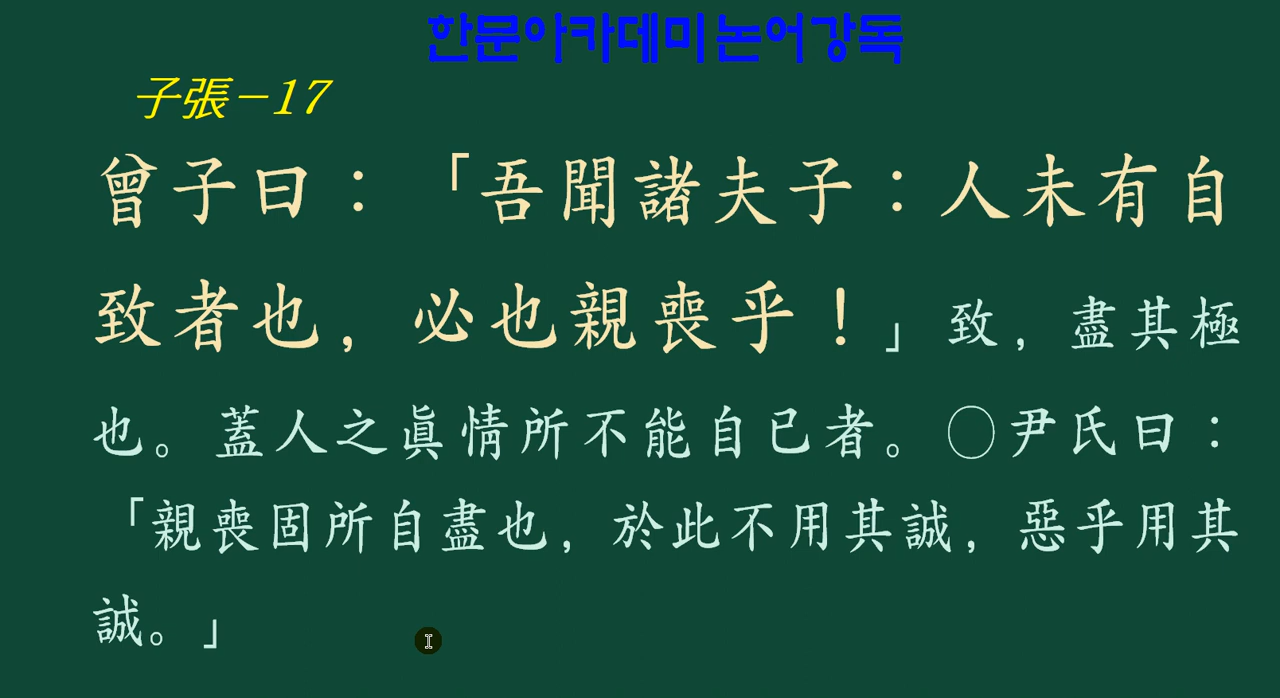 한문아카데미 논어강독
子張-17
曾子曰：「吾聞諸夫子：人未有自
致者也，必也親喪乎！」致，盡其極
也。蓋人之眞情所不能自已者。○尹氏曰：
「親喪固所自盡也，於此不用其誠，惡乎用其
誠。」